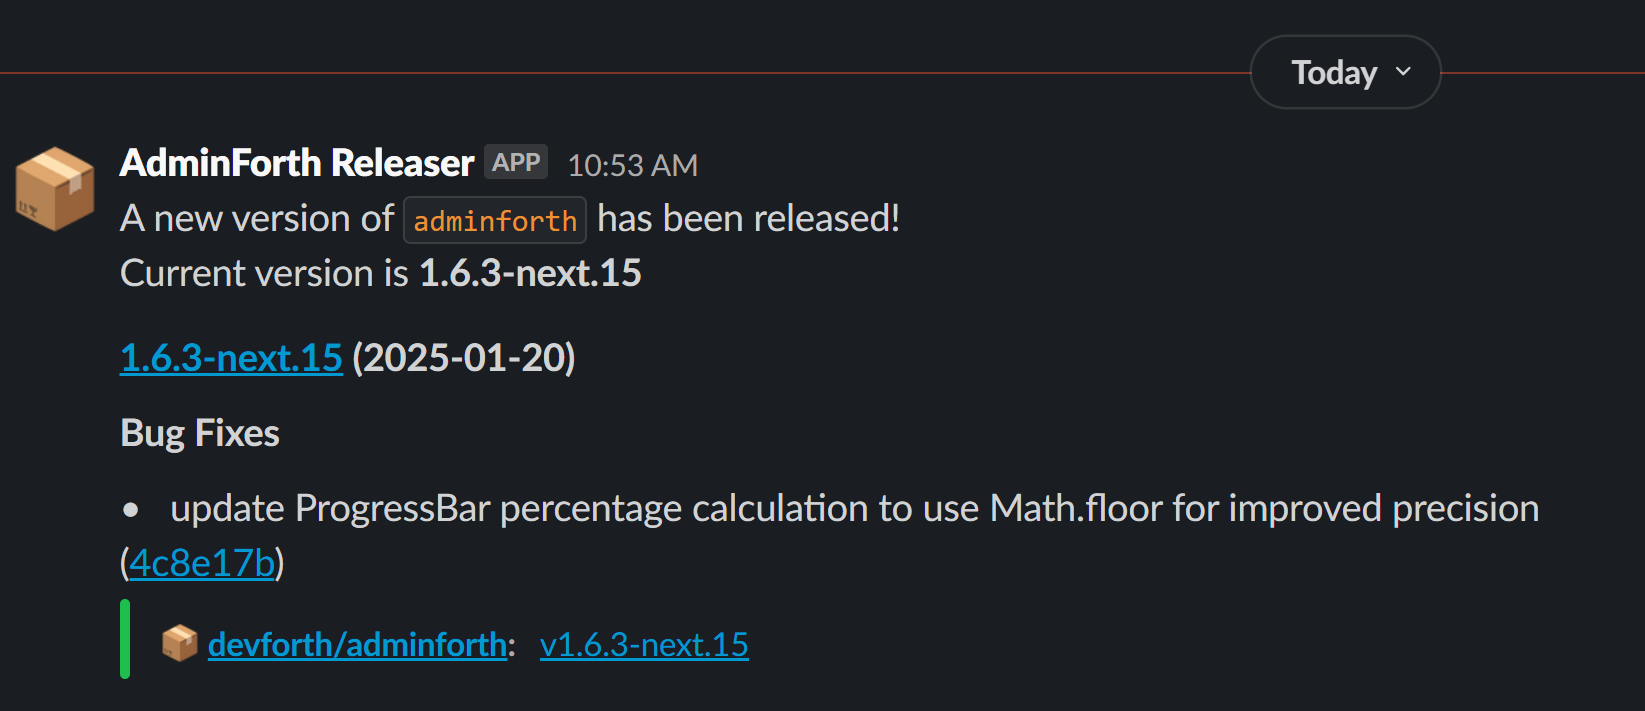 Today
AdminForth Releaser APP 10:53 AM
A new version of adminforth has been released!
Current version is 1.6.3-next.15
1.6.3-next.15 (2025-01-20)
Bug Fixes
• update ProgressBar percentage calculation to use Math.floor for improved precision
(4c8e17b)
devforth/adminforth: v1.6.3-next.15